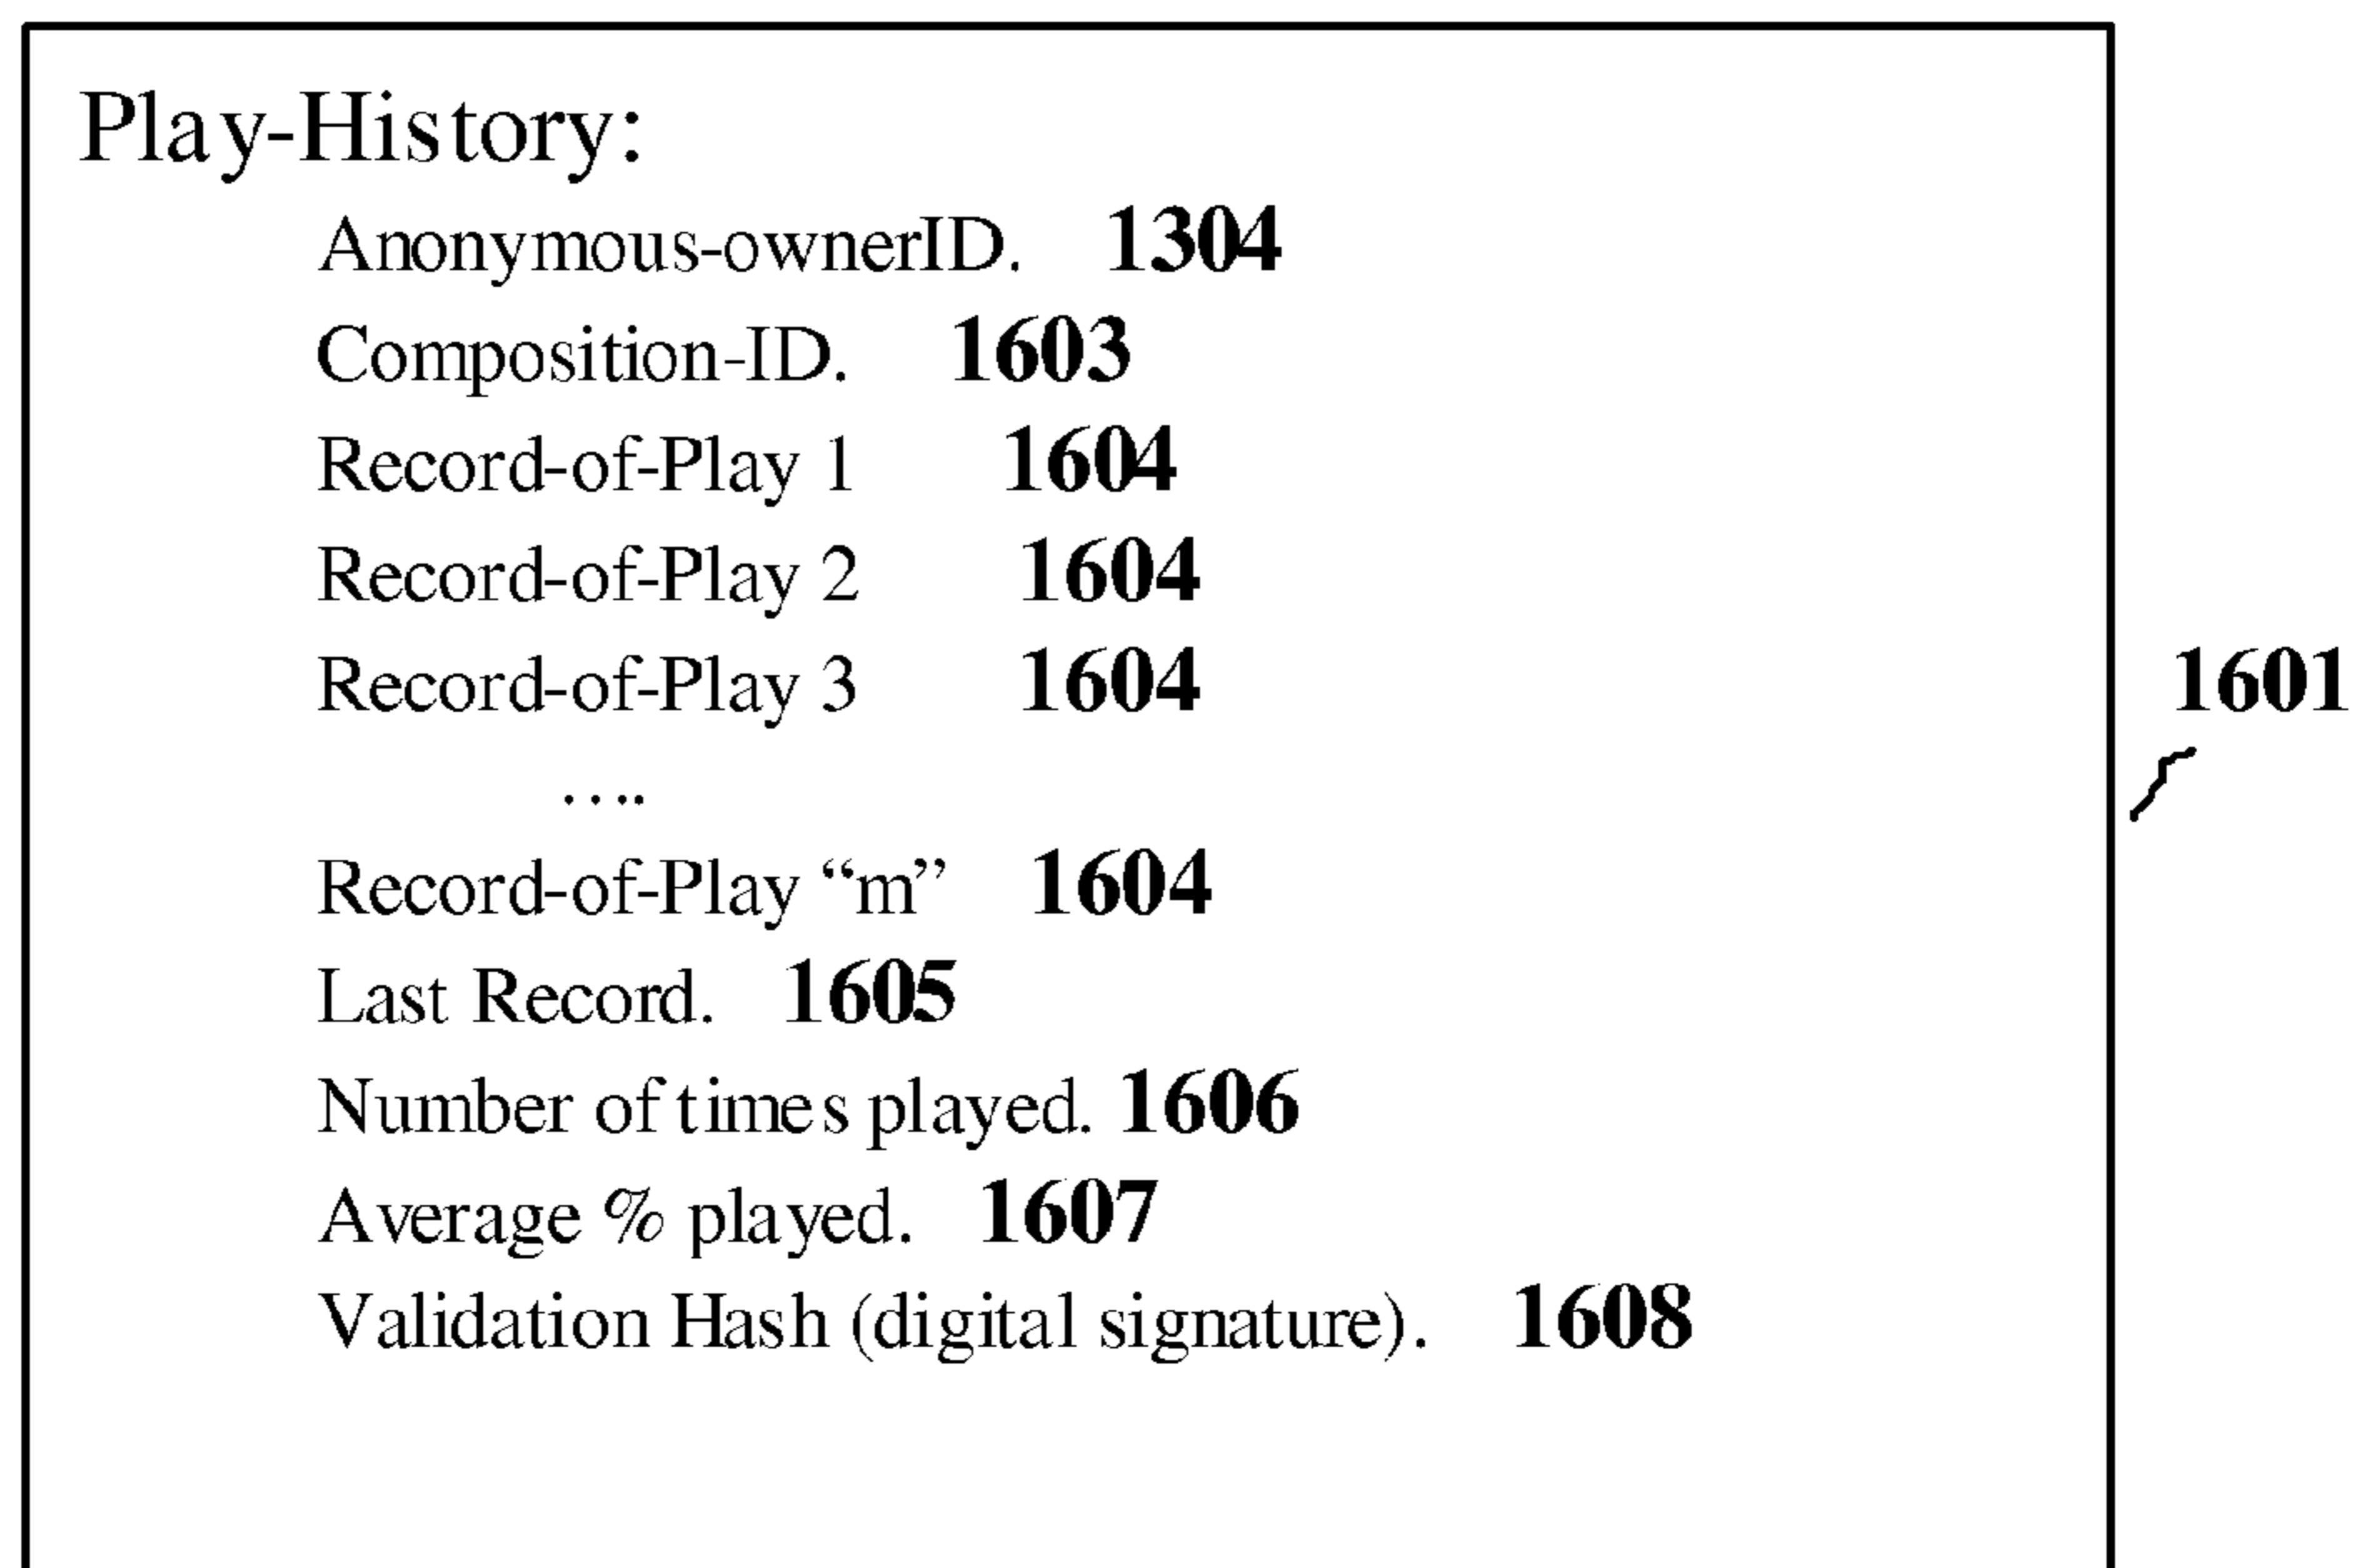 Play-History:
Anonymous-ownerID. 1304
Composition-ID. 1603
Record-of-Play 1 1604
Record-of-Play 2 1604
Record-of-Play 3 1604
1601
....
Record-of-Play “m” 1604
Last Record. 1605
Number of times played. 1606
Average % played. 1607
Validation Hash (digital signature). 1608